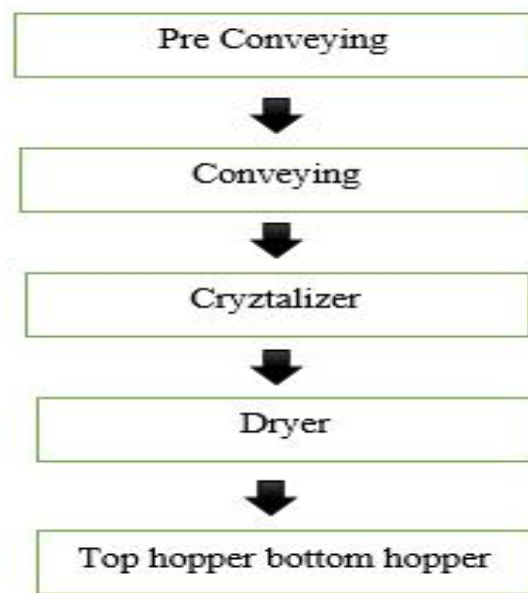 Pre Conveying
Conveying
Cryztalizer
Dryer
Top hopper bottom hopper